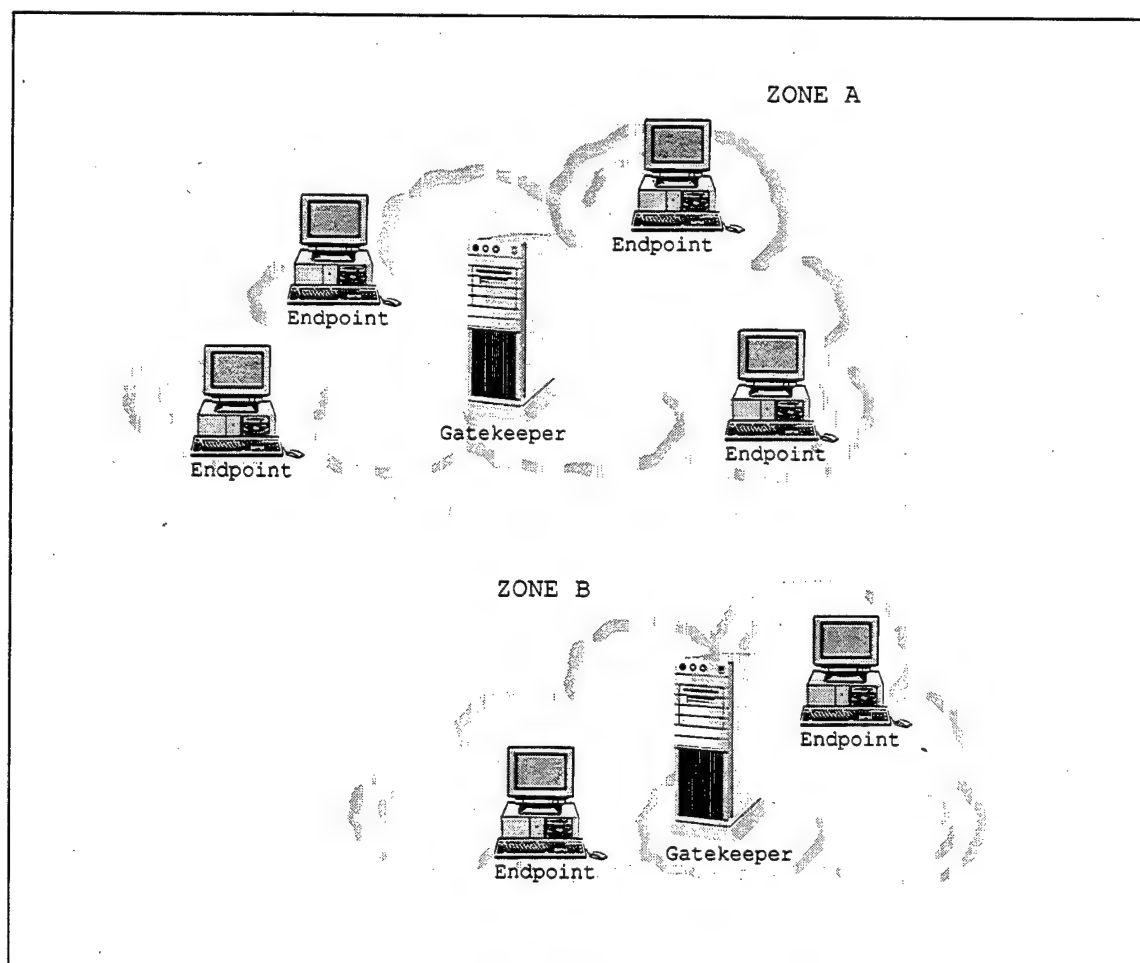 ZONE A
Endpoint
Endpoint
Gatekeeper
Endpoint
Endpoint
ZONE B
Endpoint
Gatekeeper
Endpoint